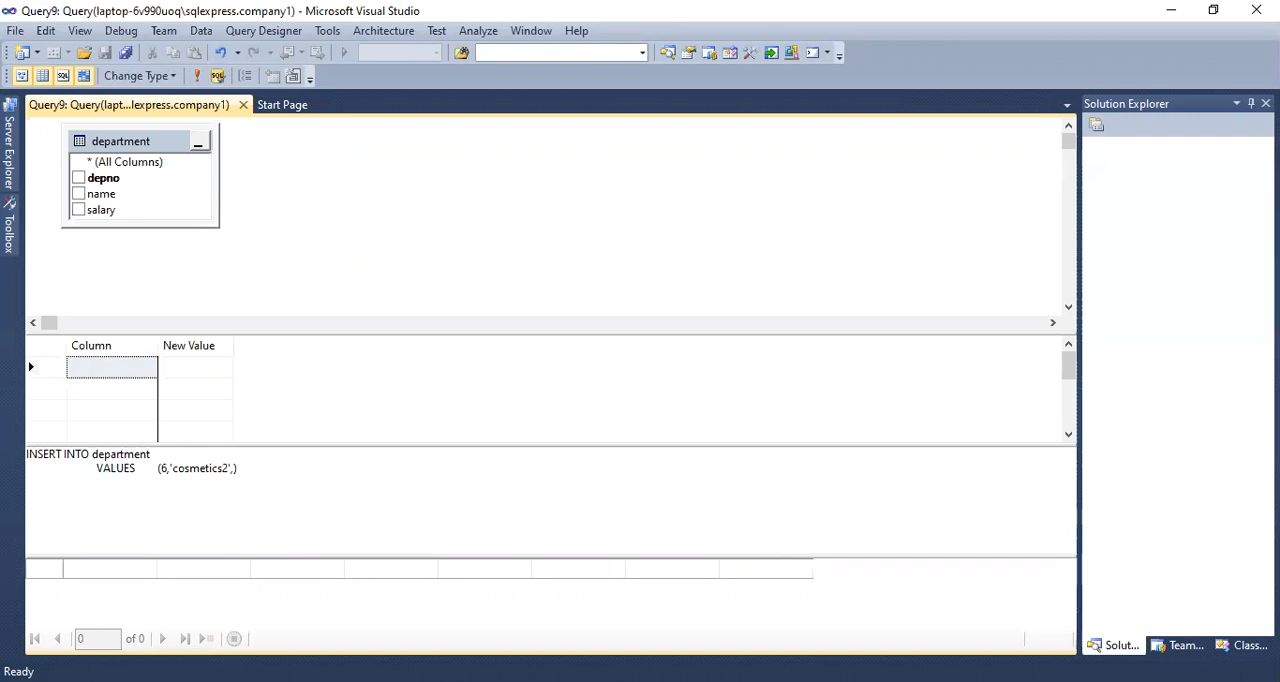 Query9: Query(laptop-6v990uoq\sqlexpress.company1) - Microsoft Visual Studio
File Edit View Debug Team Data Query Designer Tools Architecture Test Analyze Window Help
Change Type
Query9: Query(lapt...lexpress.company1) Start Page
Solution Explorer
Server Explorer
Toolbox
department
* (All Columns)
depno
name
salary
Column New Value
INSERT INTO department
VALUES (6,'cosmetics2',)
0 of 0
Solut... Team... Class...
Ready